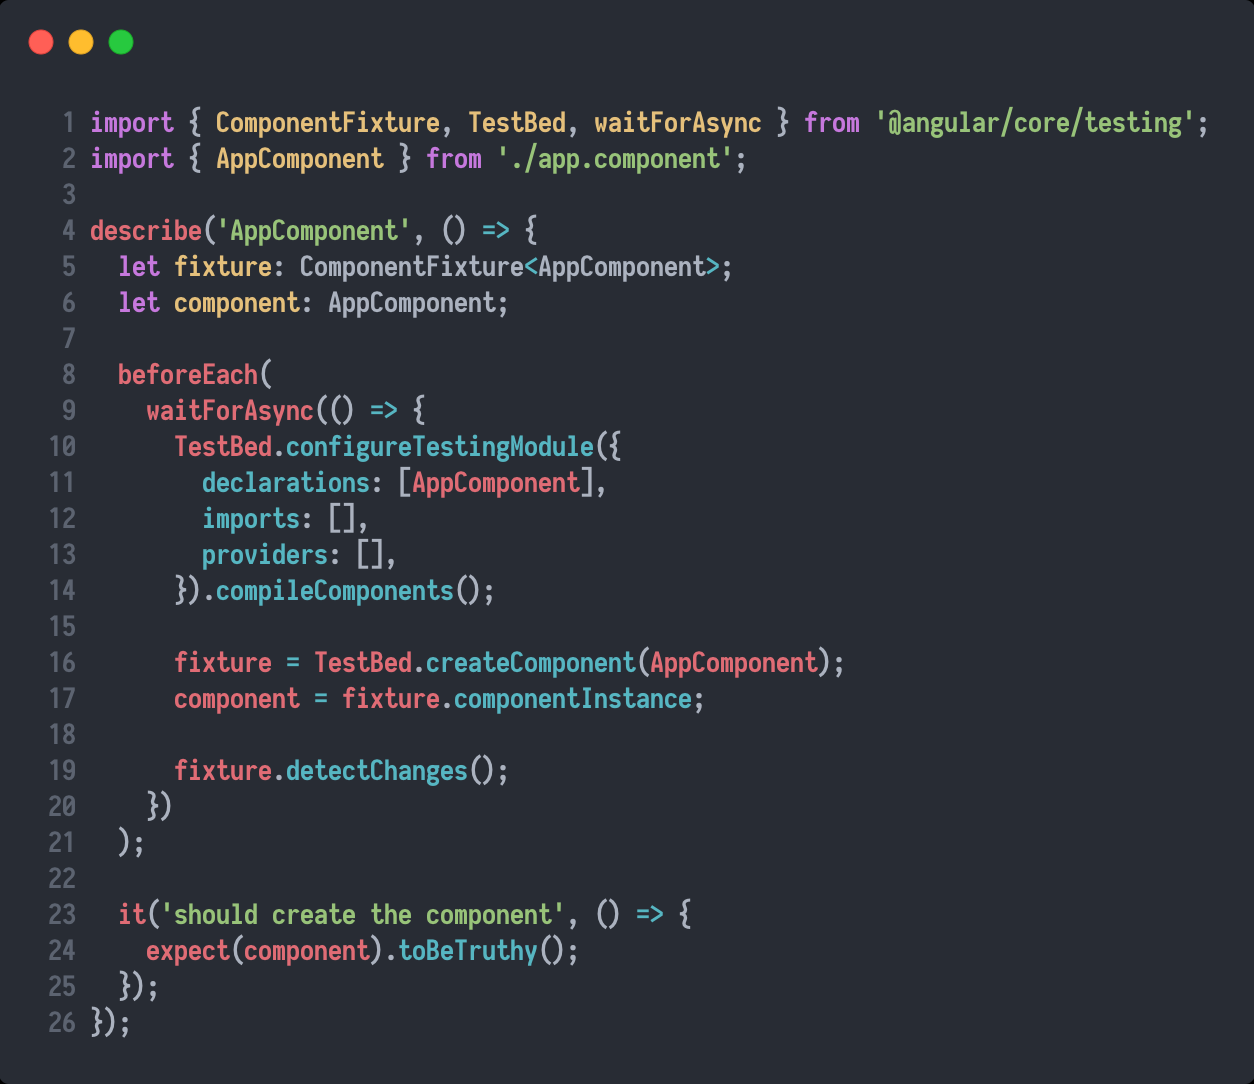 1 import { ComponentFixture, TestBed, waitForAsync } from '@angular/core/testing';
2 import { AppComponent } from './app.component';
3
4 describe('AppComponent', () => {
5   let fixture: ComponentFixture<AppComponent>;
6   let component: AppComponent;
7
8   beforeEach(
9     waitForAsync(() => {
10       TestBed.configureTestingModule({
11         declarations: [AppComponent],
12         imports: [],
13         providers: [],
14       }).compileComponents();
15
16       fixture = TestBed.createComponent(AppComponent);
17       component = fixture.componentInstance;
18
19       fixture.detectChanges();
20     })
21   );
22
23   it('should create the component', () => {
24     expect(component).toBeTruthy();
25   });
26 });